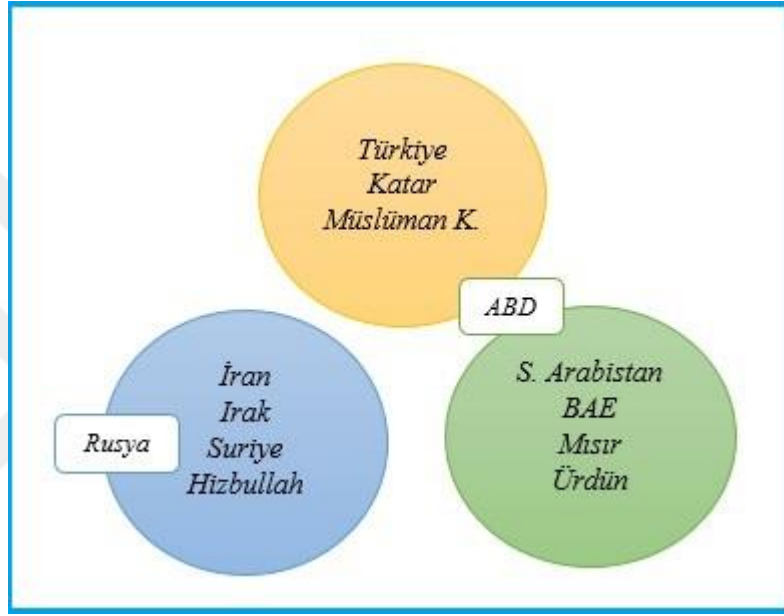 Türkiye
Katar
Müslüman K.
ABD
İran
Irak
Suriye
Hizbullah
Rusya
S. Arabistan
BAE
Mısır
Ürdün